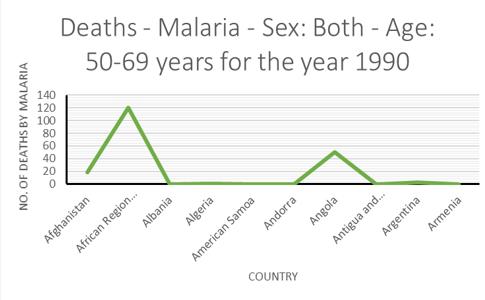 Deaths - Malaria - Sex: Both - Age:
50-69 years for the year 1990
NO. OF DEATHS BY MALARIA
140
120
100
80
60
40
20
0
Afghanistan
African Region...
Albania
Algeria
American Samoa
Andorra
Angola
Antigua and...
Argentina
Armenia
COUNTRY